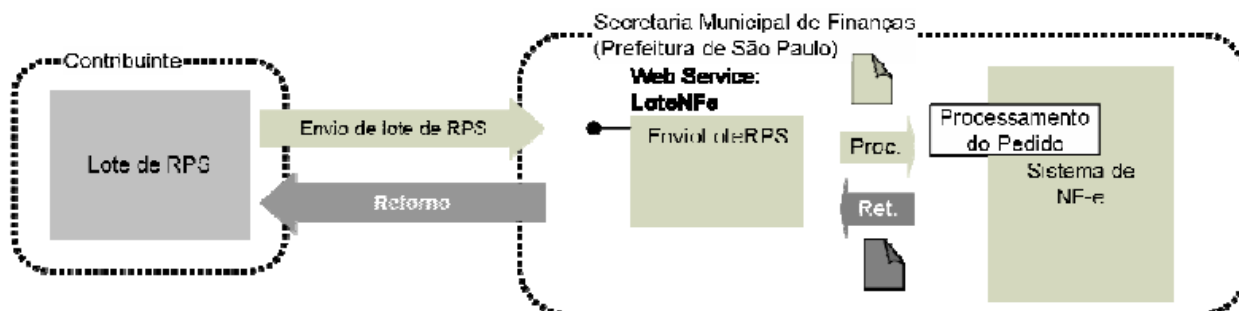 Secretaria Municipal de Finanças
(Prefeitura de São Paulo)
Contribuinte
Web Service:
LoteNFe
Lote de RPS
Envio de lote de RPS
Retorno
EnvioLoteRPS
Proc.
Ret.
Processamento
do Pedido
Sistema de
NF-e